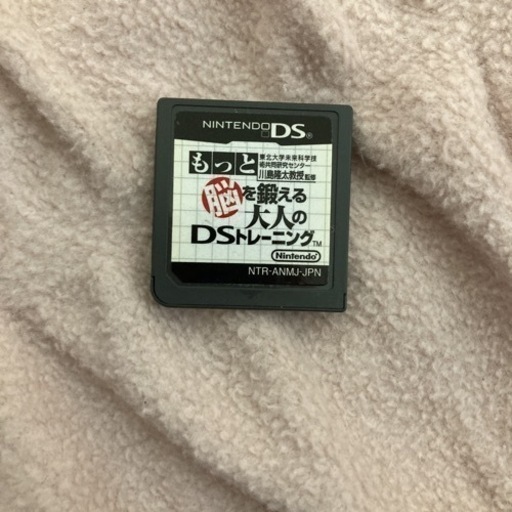 NINTENDO DS
もっと
東北大学未来科学技
術共同研究センター
川島隆太教授 監修
脳を鍛える
大人の
DSトレーニング™
Nintendo
NTR-ANMJ-JPN